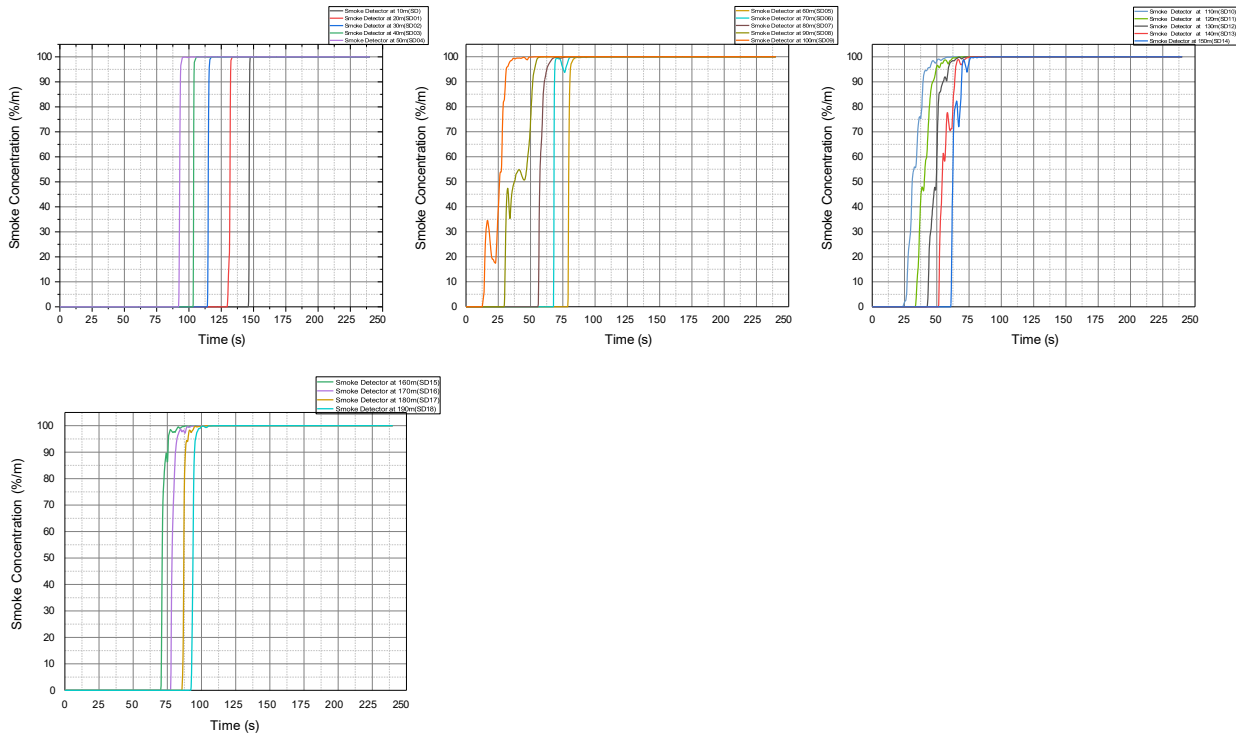 Smoke Detector at 10m(SD)
Smoke Detector at 20m(SD01)
Smoke Detector at 30m(SD02)
Smoke Detector at 40m(SD03)
Smoke Detector at 50m(SD04)
100
90
80
70
60
50
40
30
20
10
0
Smoke Concentration (%/m)
0 25 50 75 100 125 150 175 200 225 250
Time (s)
Smoke Detector at 60m(SD05)
Smoke Detector at 70m(SD06)
Smoke Detector at 80m(SD07)
Smoke Detector at 90m(SD08)
Smoke Detector at 100m(SD09)
100
90
80
70
60
50
40
30
20
10
0
Smoke Concentration (%/m)
0 25 50 75 100 125 150 175 200 225 250
Time (s)
Smoke Detector at 110m(SD10)
Smoke Detector at 120m(SD11)
Smoke Detector at 130m(SD12)
Smoke Detector at 140m(SD13)
Smoke Detector at 150m(SD14)
100
90
80
70
60
50
40
30
20
10
0
Smoke Concentration (%/m)
0 25 50 75 100 125 150 175 200 225 250
Time (s)
Smoke Detector at 160m(SD15)
Smoke Detector at 170m(SD16)
Smoke Detector at 180m(SD17)
Smoke Detector at 190m(SD18)
100
90
80
70
60
50
40
30
20
10
0
Smoke Concentration (%/m)
0 25 50 75 100 125 150 175 200 225 250
Time (s)